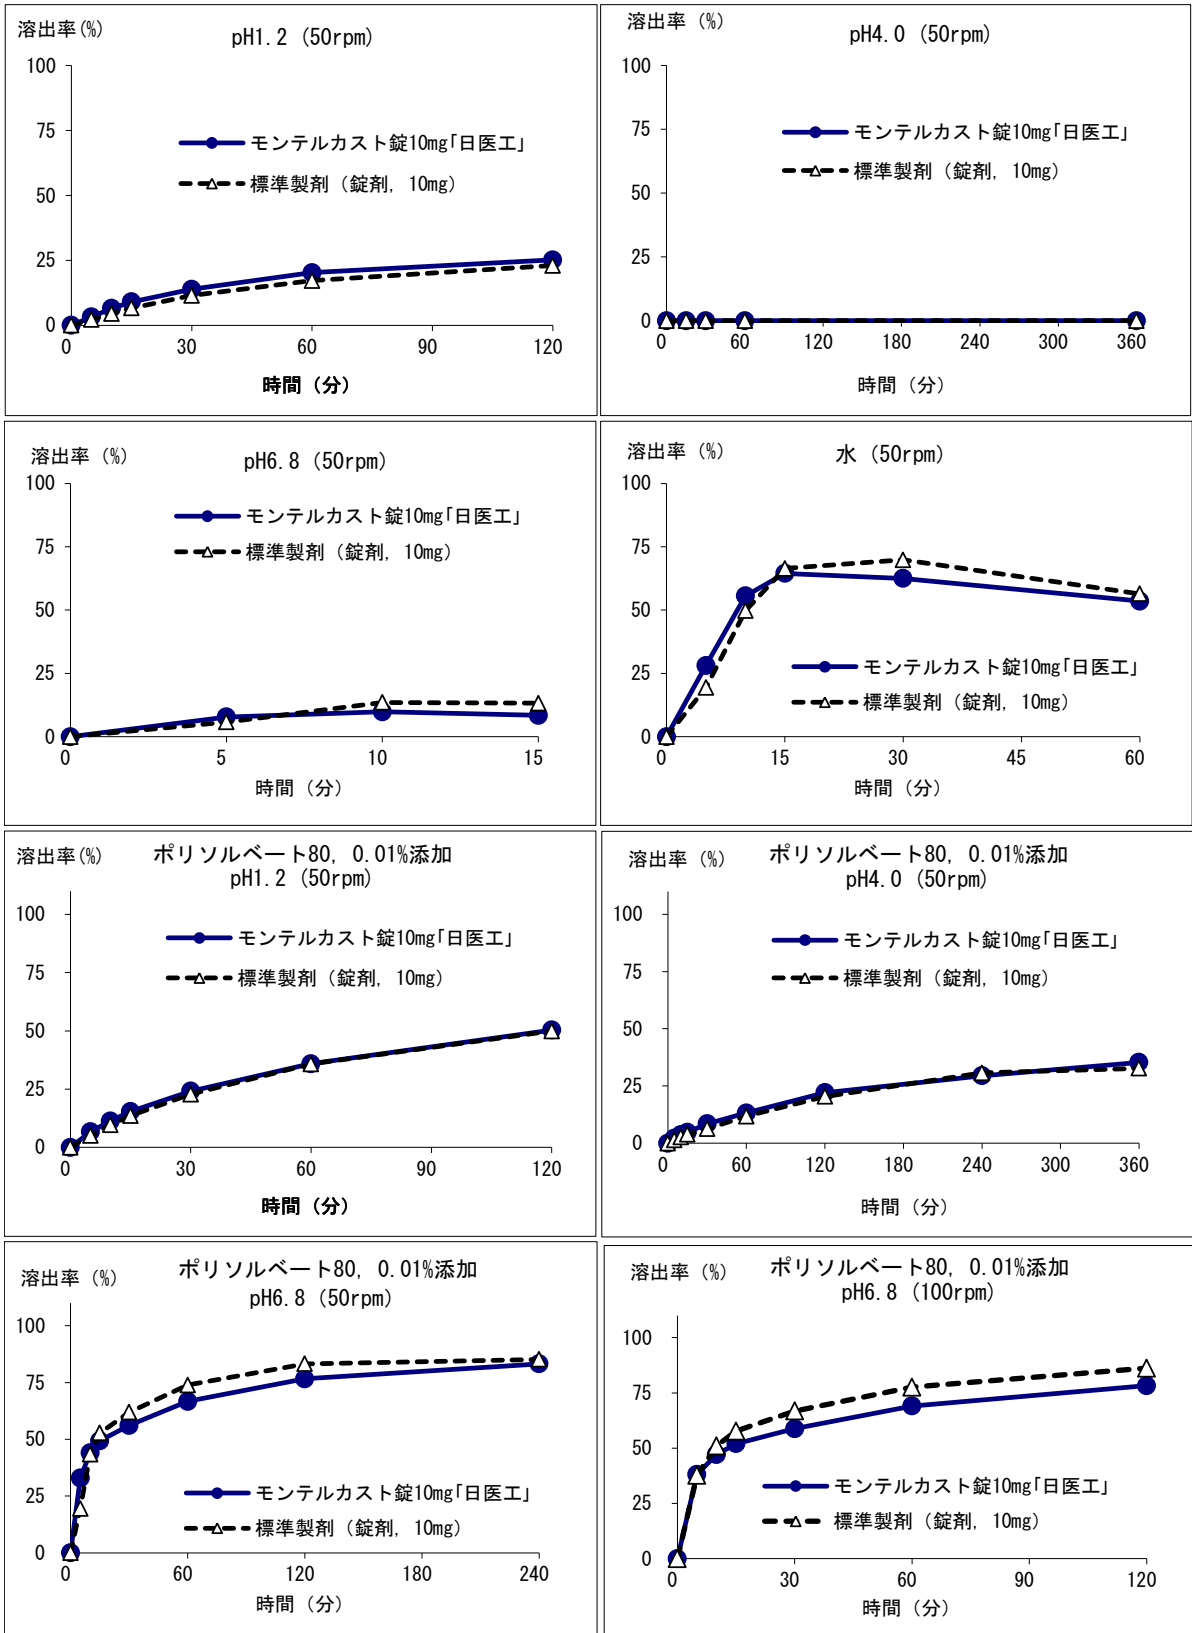 溶出率(%)
pH1.2 (50rpm)
100
75
50
25
0
モンテルカスト錠10mg｢日医工｣
標準製剤 (錠剤, 10mg)
0 30 60 90 120
時間 (分)
溶出率 (%)
pH4.0 (50rpm)
100
75
50
25
0
モンテルカスト錠10mg｢日医工｣
標準製剤 (錠剤, 10mg)
0 60 120 180 240 300 360
時間 (分)
溶出率 (%)
pH6.8 (50rpm)
100
75
50
25
0
モンテルカスト錠10mg｢日医工｣
標準製剤 (錠剤, 10mg)
0 5 10 15
時間 (分)
溶出率 (%)
水 (50rpm)
100
75
50
25
0
モンテルカスト錠10mg｢日医工｣
標準製剤 (錠剤, 10mg)
0 15 30 45 60
時間 (分)
溶出率(%)
ポリソルベート80, 0.01%添加
pH1.2 (50rpm)
100
75
50
25
0
モンテルカスト錠10mg｢日医工｣
標準製剤 (錠剤, 10mg)
0 30 60 90 120
時間 (分)
溶出率 (%)
ポリソルベート80, 0.01%添加
pH4.0 (50rpm)
100
75
50
25
0
モンテルカスト錠10mg｢日医工｣
標準製剤 (錠剤, 10mg)
0 60 120 180 240 300 360
時間 (分)
溶出率 (%)
ポリソルベート80, 0.01%添加
pH6.8 (50rpm)
100
75
50
25
0
モンテルカスト錠10mg｢日医工｣
標準製剤 (錠剤, 10mg)
0 60 120 180 240
時間 (分)
溶出率 (%)
ポリソルベート80, 0.01%添加
pH6.8 (100rpm)
100
75
50
25
0
モンテルカスト錠10mg｢日医工｣
標準製剤 (錠剤, 10mg)
0 30 60 90 120
時間 (分)